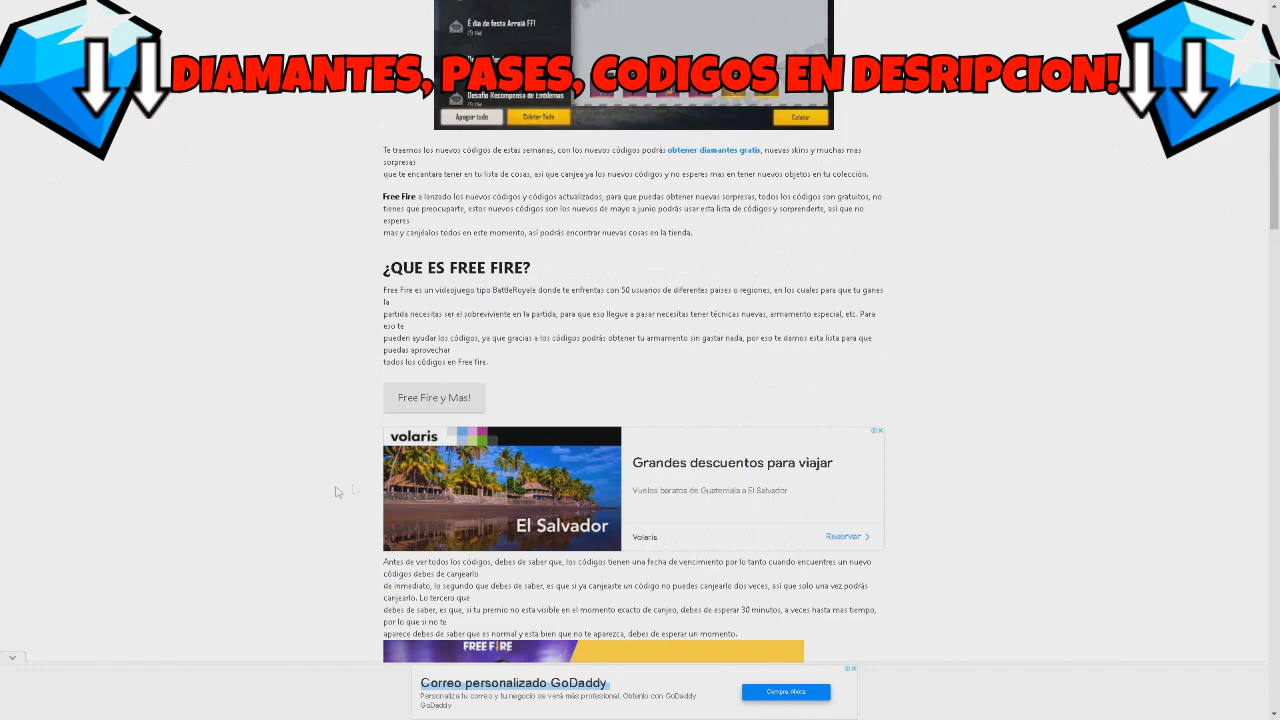 É dia de festa Arraiá FF!
14d
DIAMANTES, PASES, CODIGOS EN DESRIPCION!
Desafio Recompensa de Emblemas
Apagar tudo
Coletar Tudo
Coletar
Te traemos los nuevos códigos de estas semanas, con los nuevos códigos podrás obtener diamantes gratis, nuevas skins y muchas mas
sorpresas
que te encantara tener en tu lista de cosas, así que canjea ya los nuevos códigos y no esperes mas en tener nuevos objetos en tu colección.
Free Fire a lanzado los nuevos códigos y códigos actualizados, para que puedas obtener nuevas sorpresas, todos los códigos son gratuitos, no
tienes que preocuparte, estos nuevos códigos son los nuevos de mayo a junio podrás usar esta lista de códigos y sorprenderte, así que no
esperes
mas y canjéalos todos en este momento, así podrás encontrar nuevas cosas en la tienda.
¿QUE ES FREE FIRE?
Free Fire es un videojuego tipo BattleRoyale donde te enfrentas con 50 usuarios de diferentes países o regiones, en los cuales para que tu ganes
la
partida necesitas ser el sobreviviente en la partida, para que eso llegue a pasar necesitas tener técnicas nuevas, armamento especial, etc. Para
eso te
pueden ayudar los códigos, ya que gracias a los códigos podrás obtener tu armamento sin gastar nada, por eso te damos esta lista para que
puedas aprovechar
todos los códigos en Free fire.
Free Fire y Mas!
volaris
Grandes descuentos para viajar
Vuelos baratos de Guatemala a El Salvador
El Salvador
Volaris
Reservar
Antes de ver todos los códigos, debes de saber que, los códigos tienen una fecha de vencimiento por lo tanto cuando encuentres un nuevo
códigos debes de canjearlo
de inmediato, lo segundo que debes de saber, es que si ya canjeaste un código no puedes canjearlo dos veces, así que solo una vez podrás
canjearlo. Lo tercero que
debes de saber, es que, si tu premio no esta visible en el momento exacto de canjeo, debes de esperar 30 minutos, a veces hasta mas tiempo,
por lo que si no te
aparece debes de saber que es normal y esta bien que no te aparezca, debes de esperar un momento.
FREE FIRE
Correo personalizado GoDaddy
Personaliza tu correo y tu negocio se verá más profesional. Obtenlo con GoDaddy
GoDaddy
Compre Ahora